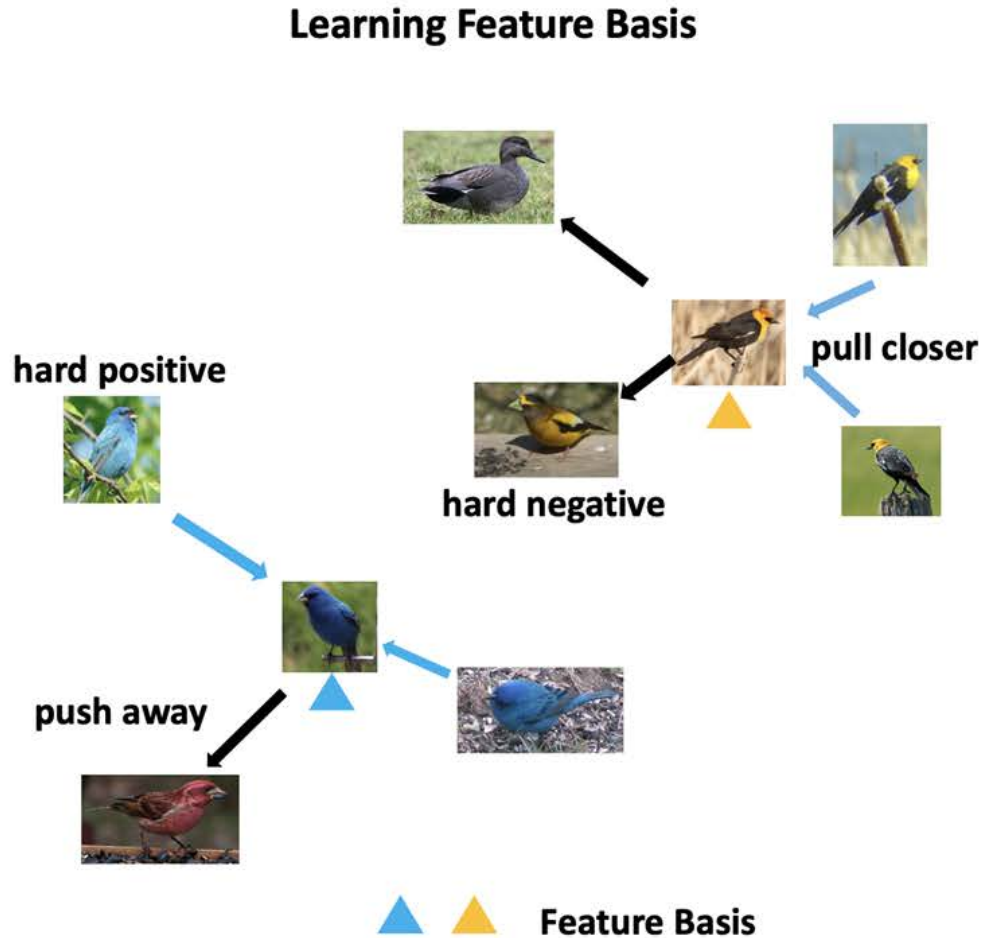 Learning Feature Basis
pull closer
hard positive
hard negative
push away
Feature Basis